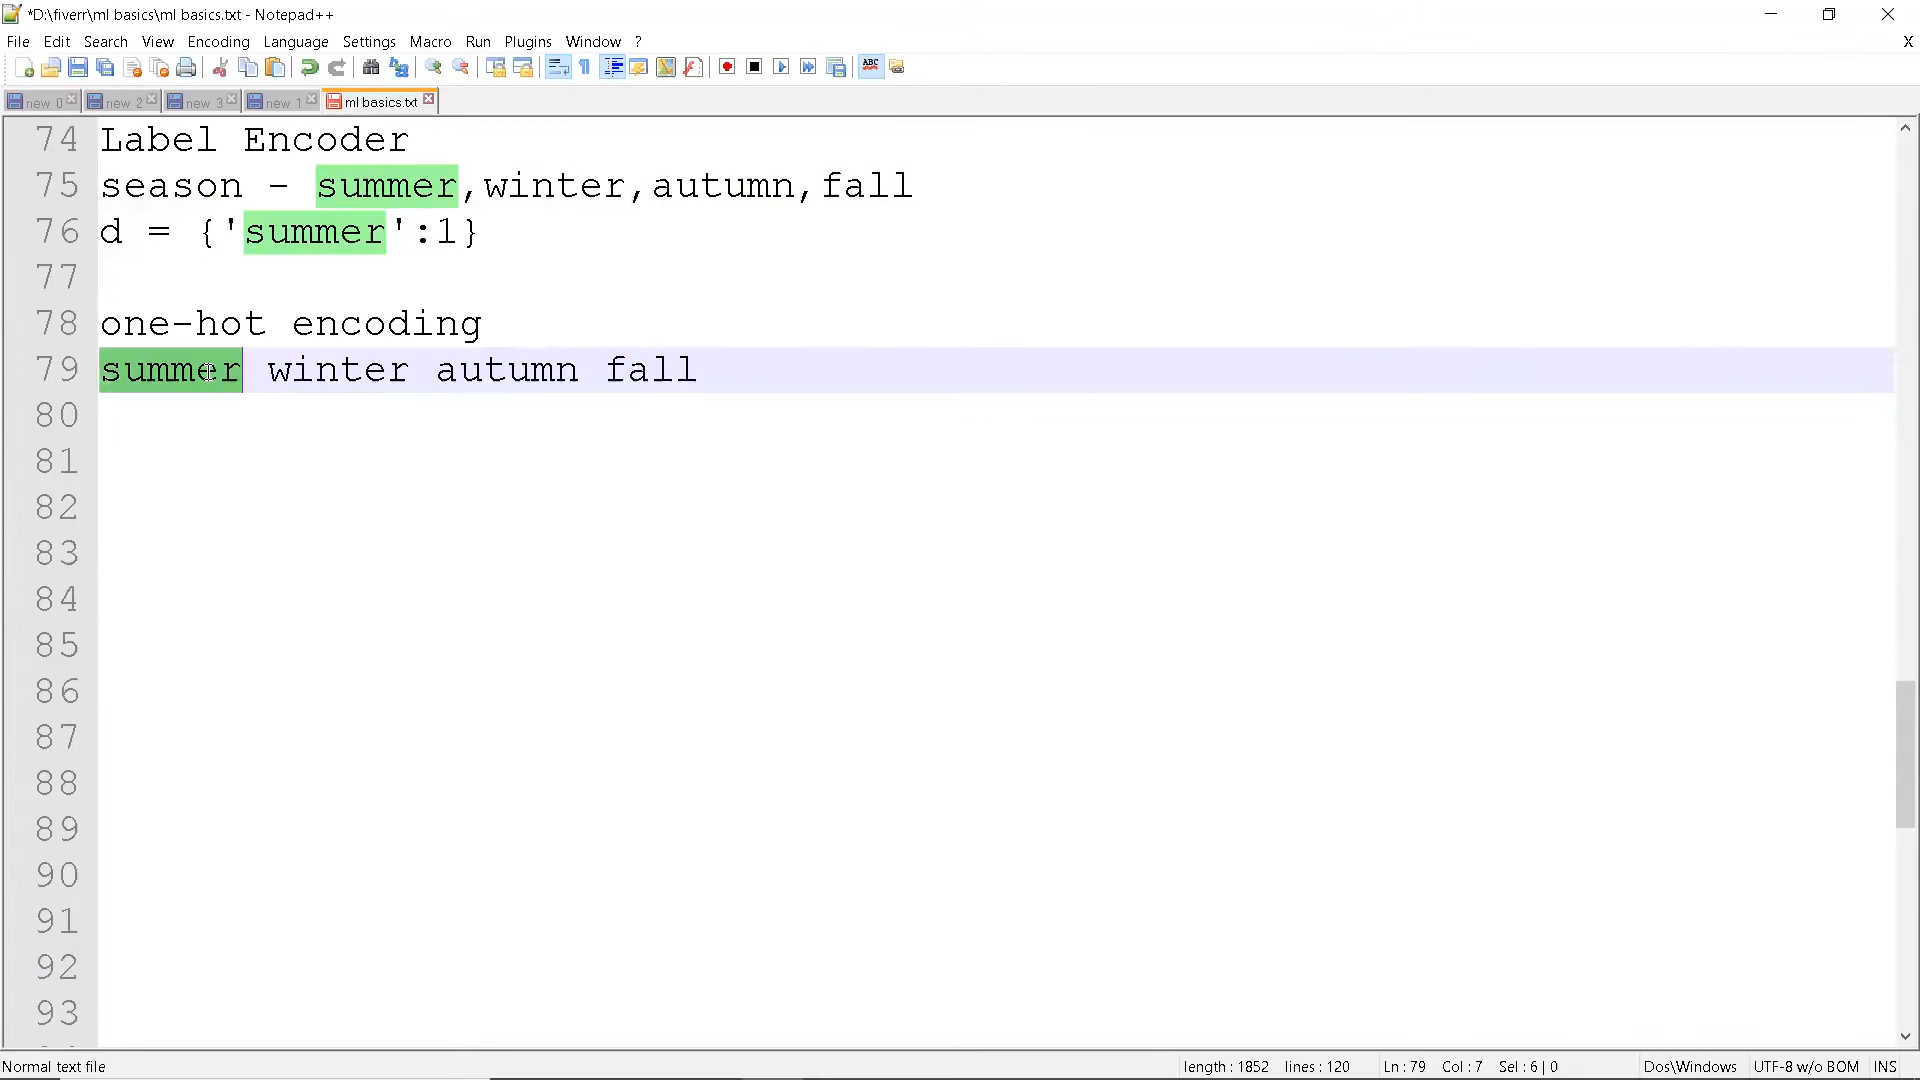 *D:\fiverr\ml basics\ml basics.txt - Notepad++
File Edit Search View Encoding Language Settings Macro Run Plugins Window ? X
ABC
new 0 new 2 new 3 new 1 ml basics.txt
74 Label Encoder
75 season - summer,winter,autumn,fall
76 d = {'summer':1}
77
78 one-hot encoding
79 summer winter autumn fall
80
81
82
83
84
85
86
87
88
89
90
91
92
93
Normal text file length : 1852 lines : 120 Ln : 79 Col : 7 Sel : 6 | 0 Dos\Windows UTF-8 w/o BOM INS